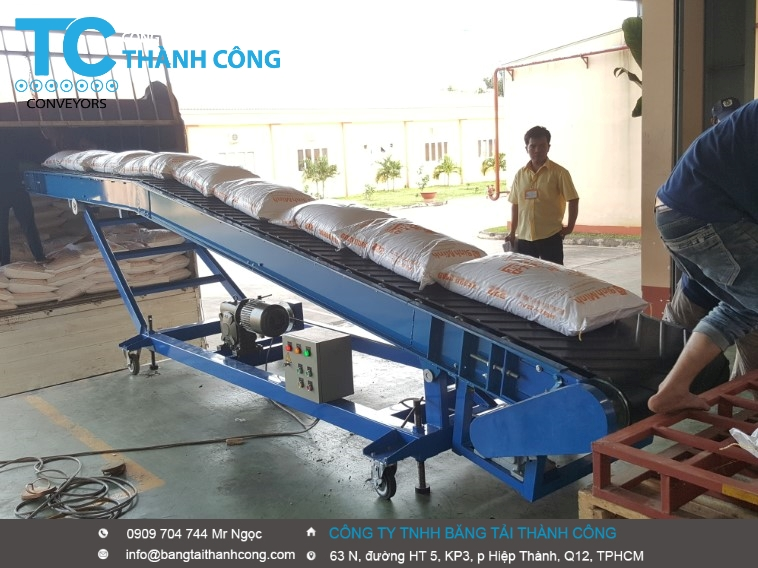 TC
CONG
THÀNH CÔNG
CONVEYORS
0909 704 744 Mr Ngọc
CÔNG TY TNHH BĂNG TẢI THÀNH CÔNG
info@bangtaithanhcong.com
63 N, đường HT 5, KP3, p Hiệp Thành, Q12, TPHCM